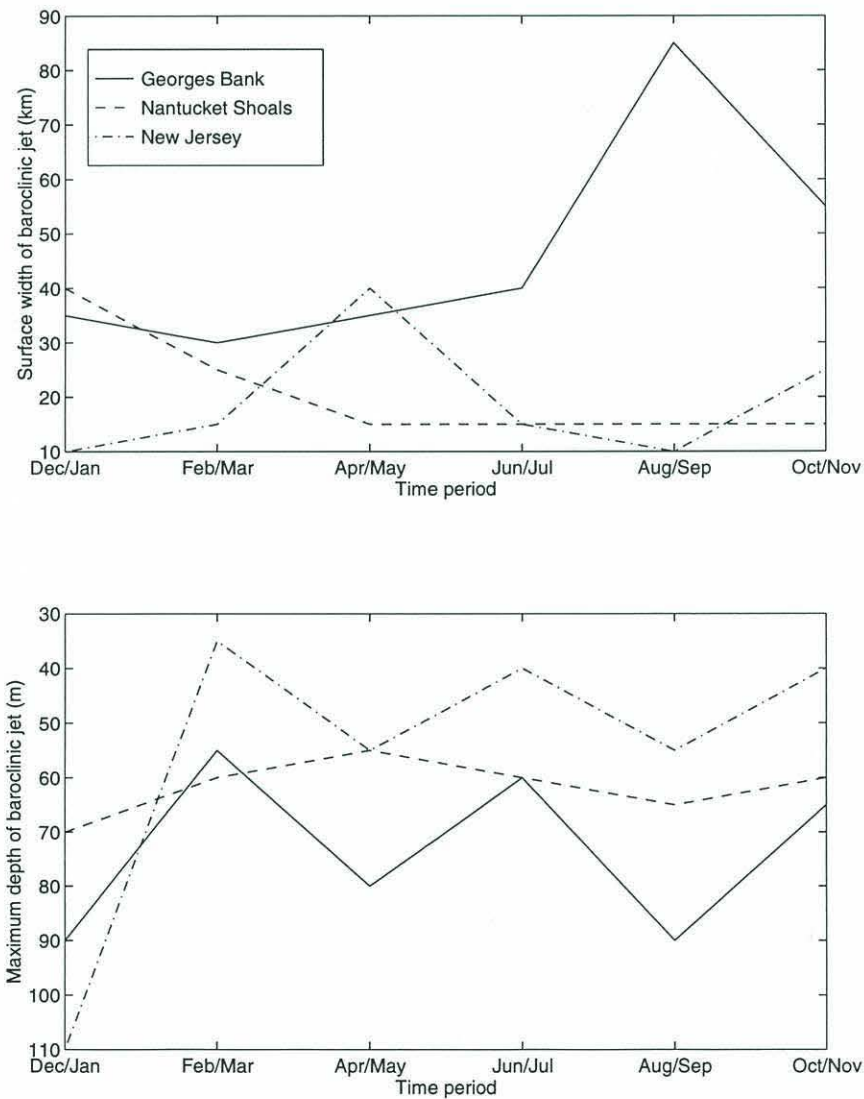 90
80
70
60
50
40
30
20
10
Surface width of baroclinic jet (km)
Georges Bank
Nantucket Shoals
New Jersey
Dec/Jan Feb/Mar Apr/May Jun/Jul Aug/Sep Oct/Nov
Time period
30
40
50
60
70
80
90
100
110
Maximum depth of baroclinic jet (m)
Dec/Jan Feb/Mar Apr/May Jun/Jul Aug/Sep Oct/Nov
Time period